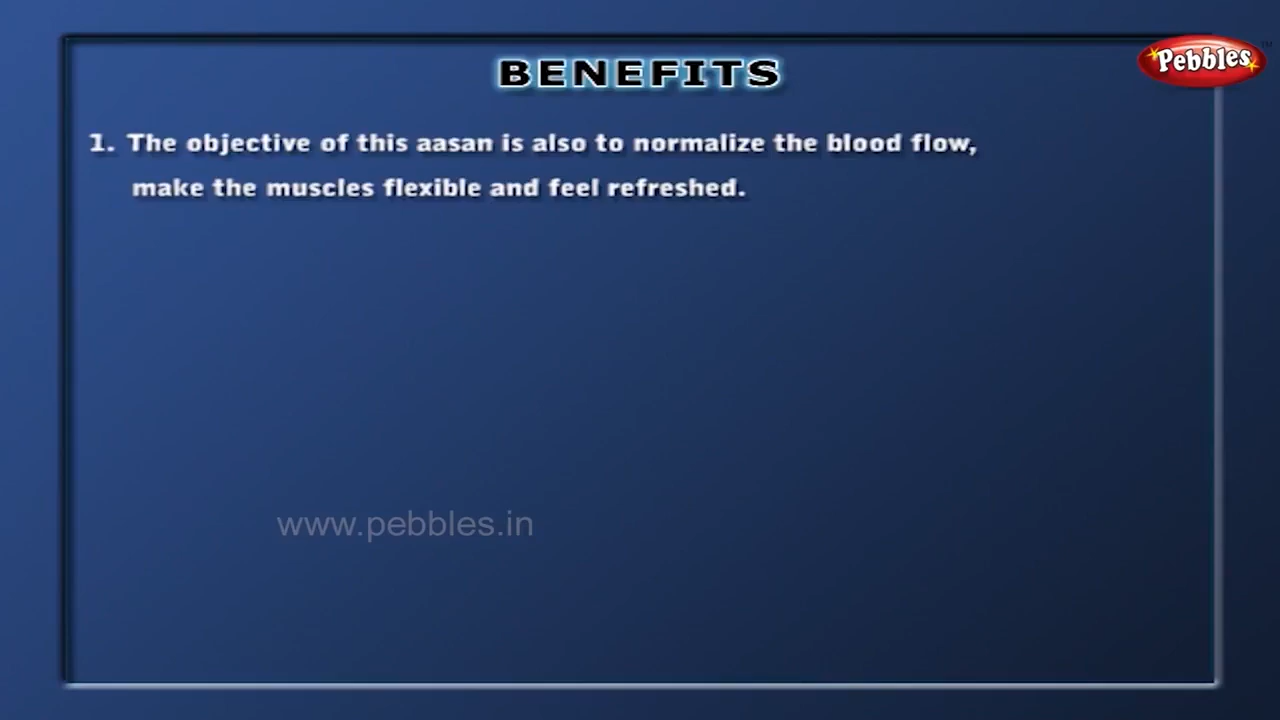 BENEFITS
Pebbles™
1. The objective of this aasan is also to normalize the blood flow,
make the muscles flexible and feel refreshed.
www.pebbles.in